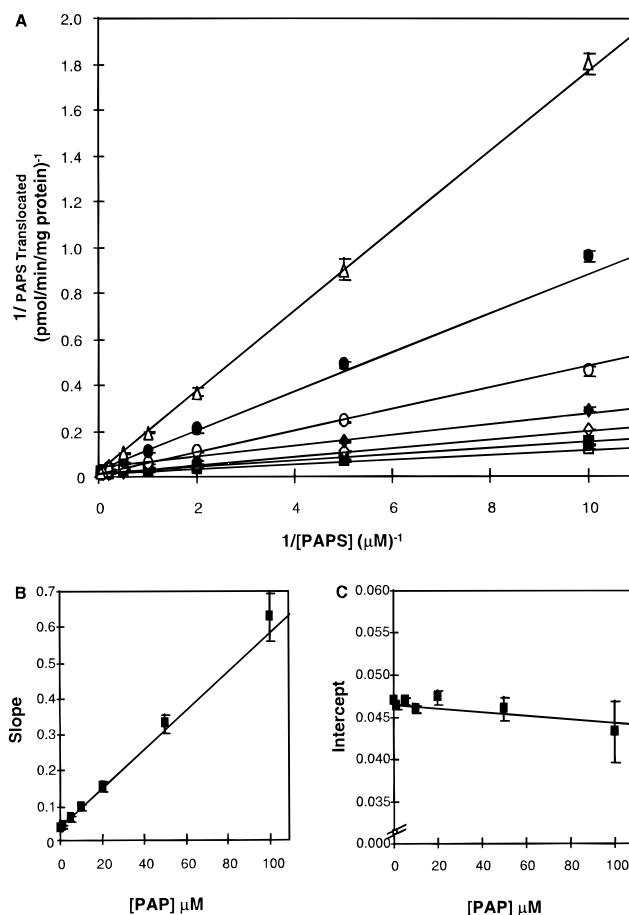 A
2.0
1.8
1.6
1.4
1.2
1.0
0.8
0.6
0.4
0.2
0
0 2 4 6 8 10
1/ PAPS Translocated
(pmol/min/mg protein)-1
1/[PAPS] (µM)-1
B
0.7
0.6
0.5
0.4
0.3
0.2
0.1
0
0 20 40 60 80 100
Slope
[PAP] µM
C
0.060
0.055
0.050
0.045
0.040
0.035
0.000
0 20 40 60 80 100
Intercept
[PAP] µM